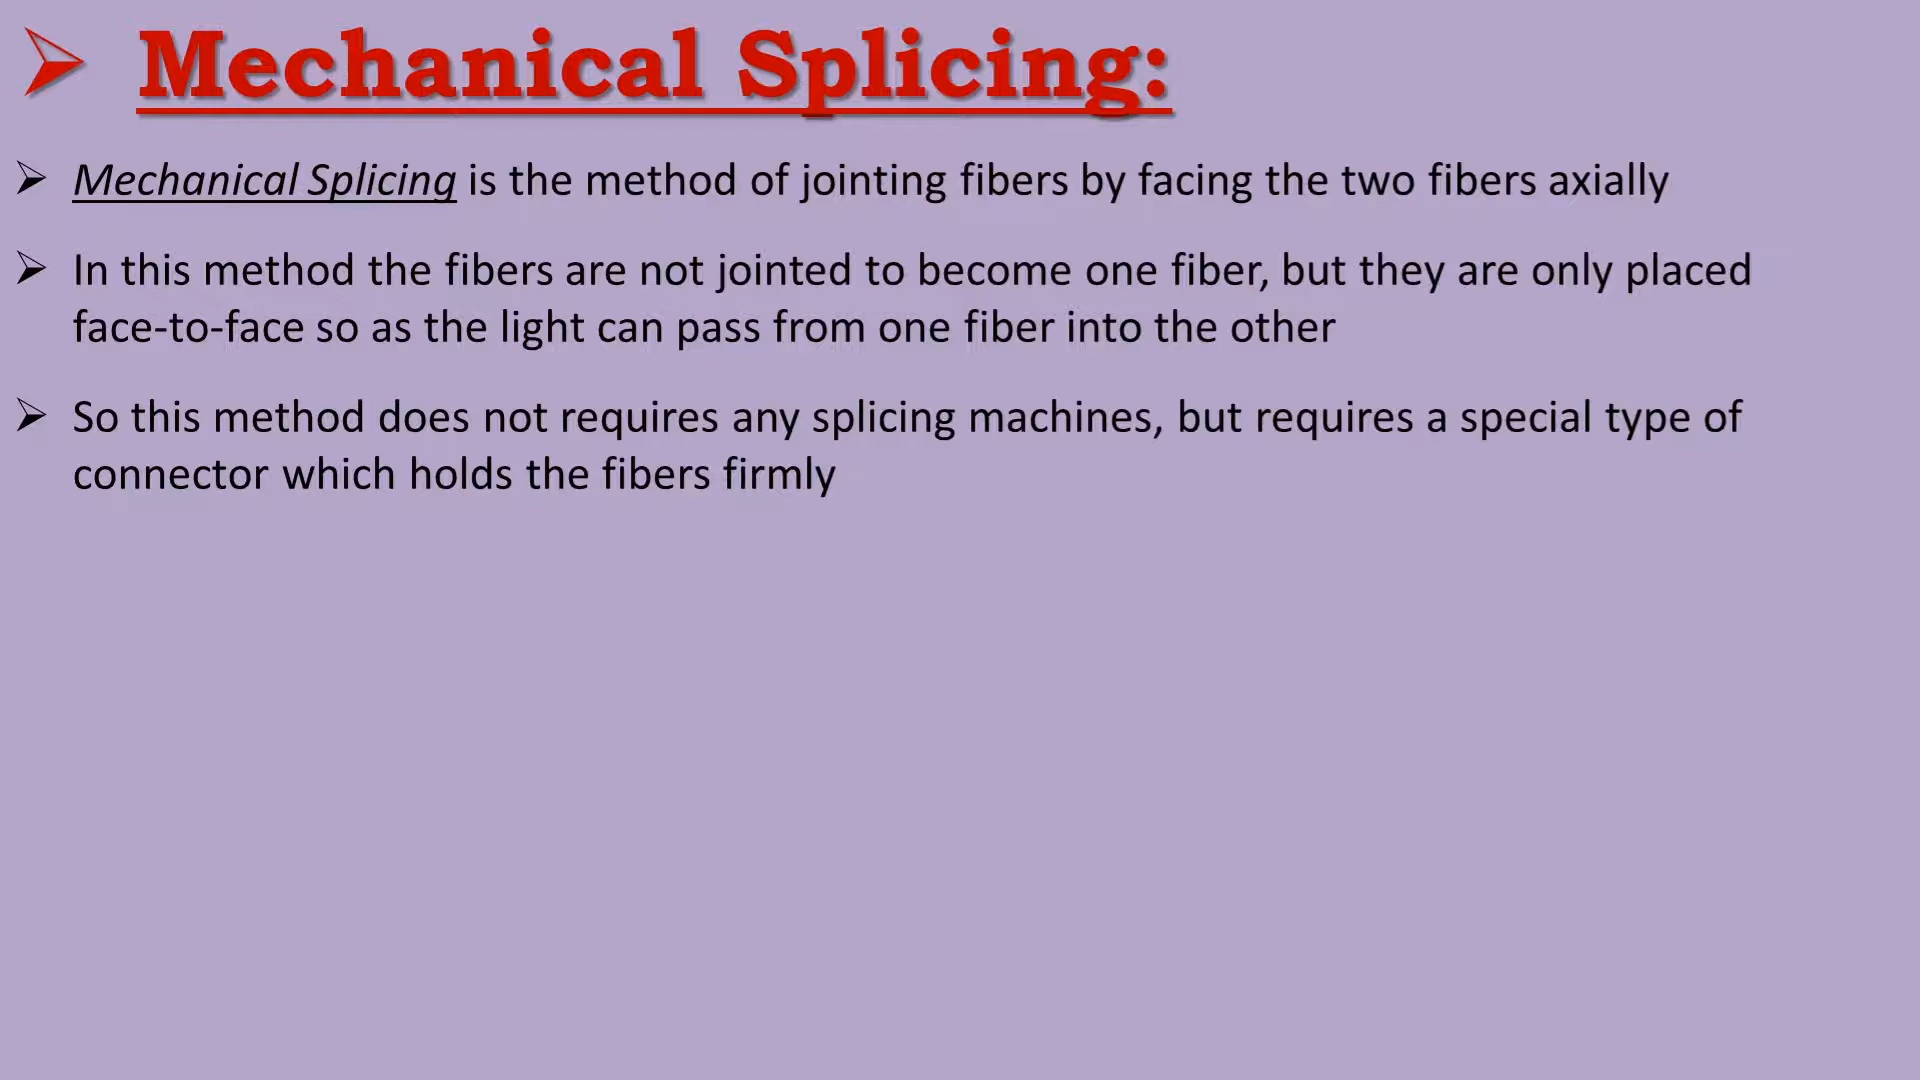 ➢ Mechanical Splicing:
➢ Mechanical Splicing is the method of jointing fibers by facing the two fibers axially
➢ In this method the fibers are not jointed to become one fiber, but they are only placed
face-to-face so as the light can pass from one fiber into the other
➢ So this method does not requires any splicing machines, but requires a special type of
connector which holds the fibers firmly